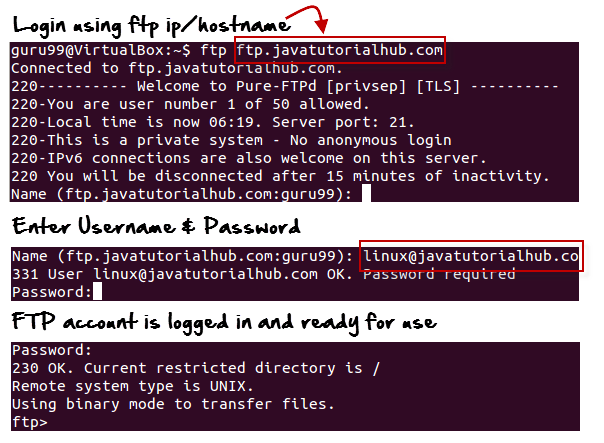 Login using ftp ip/hostname
guru99@VirtualBox:~$ ftp ftp.javatutorialhub.com
Connected to ftp.javatutorialhub.com.
220---------- Welcome to Pure-FTPd [privsep] [TLS] ----------
220-You are user number 1 of 50 allowed.
220-Local time is now 06:19. Server port: 21.
220-This is a private system - No anonymous login
220-IPv6 connections are also welcome on this server.
220 You will be disconnected after 15 minutes of inactivity.
Name (ftp.javatutorialhub.com:guru99):
Enter Username & Password
Name (ftp.javatutorialhub.com:guru99): linux@javatutorialhub.co
331 User linux@javatutorialhub.com OK. Password required
Password:
FTP account is logged in and ready for use
Password:
230 OK. Current restricted directory is /
Remote system type is UNIX.
Using binary mode to transfer files.
ftp>